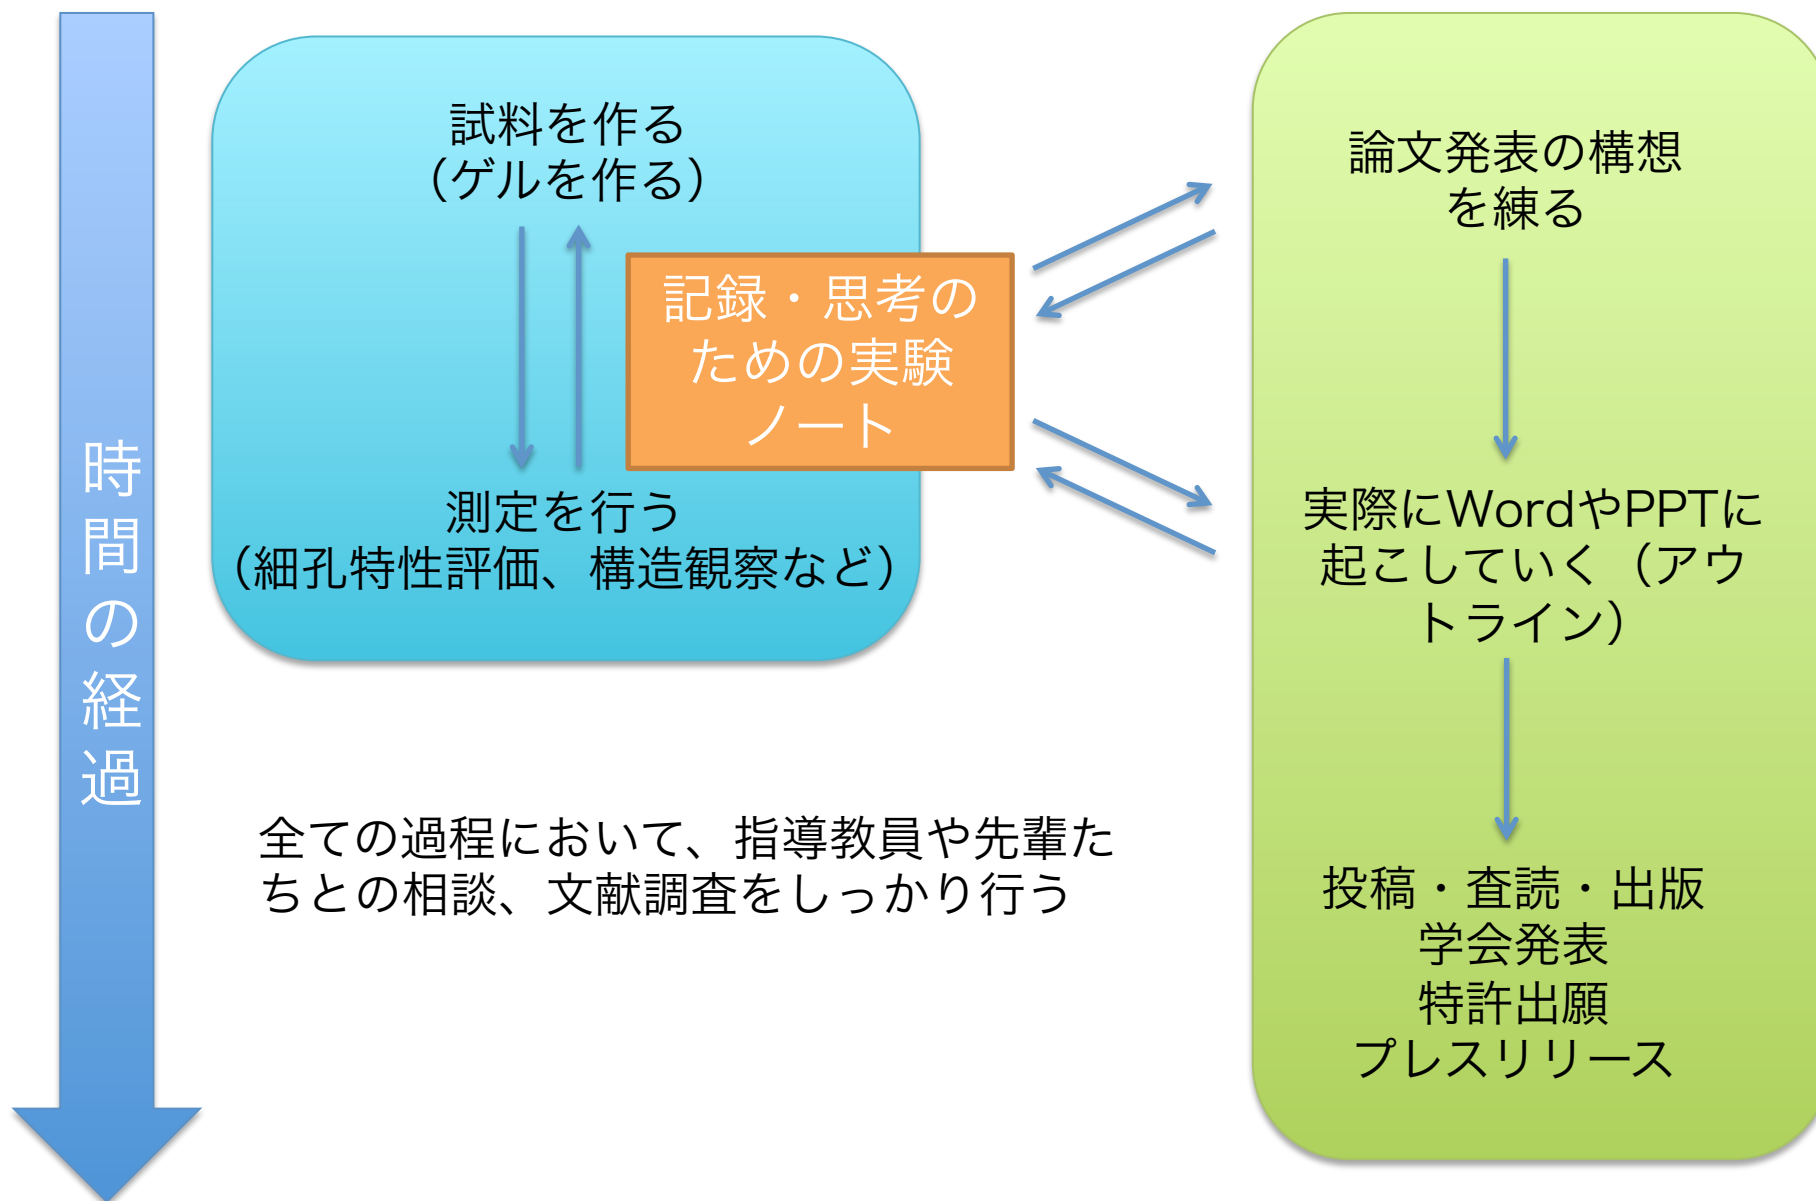 時間の経過
試料を作る
（ゲルを作る）
記録・思考の
ための実験
ノート
測定を行う
（細孔特性評価、構造観察など）
論文発表の構想
を練る
実際にWordやPPTに
起こしていく（アウ
トライン）
投稿・査読・出版
学会発表
特許出願
プレスリリース
全ての過程において、指導教員や先輩た
ちとの相談、文献調査をしっかり行う